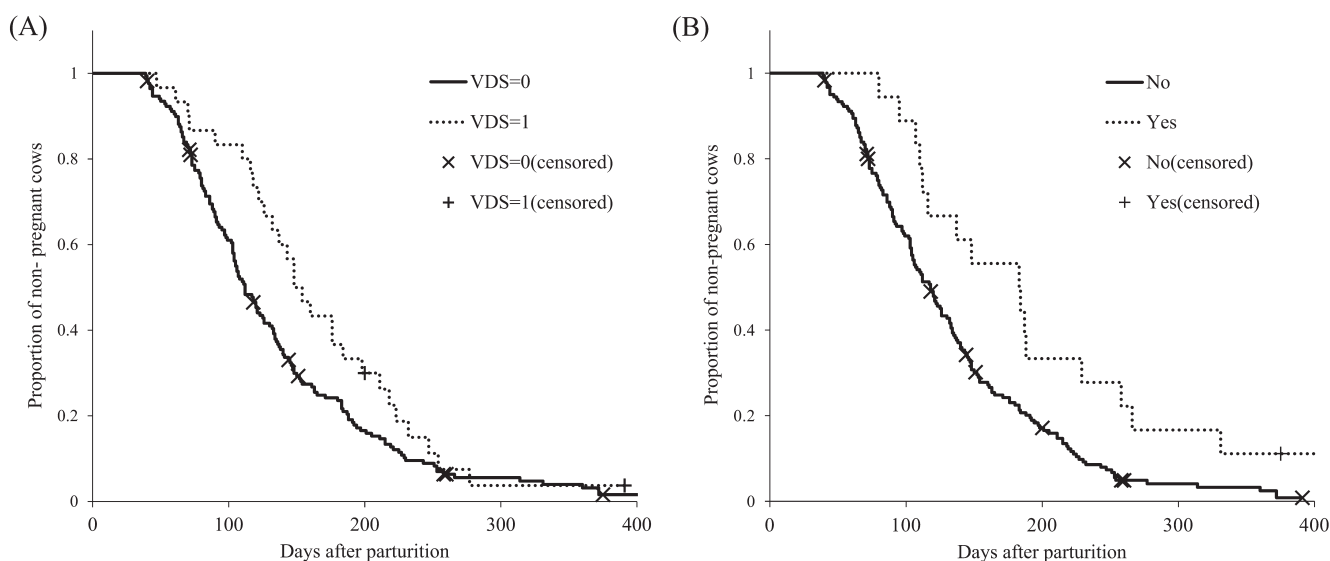 (A)
Proportion of non- pregnant cows
1
0.8
0.6
0.4
0.2
0
0
100
200
300
400
Days after parturition
VDS=0
VDS=1
VDS=0(censored)
VDS=1(censored)
(B)
Proportion of non-pregnant cows
1
0.8
0.6
0.4
0.2
0
0
100
200
300
400
Days after parturition
No
Yes
No(censored)
Yes(censored)